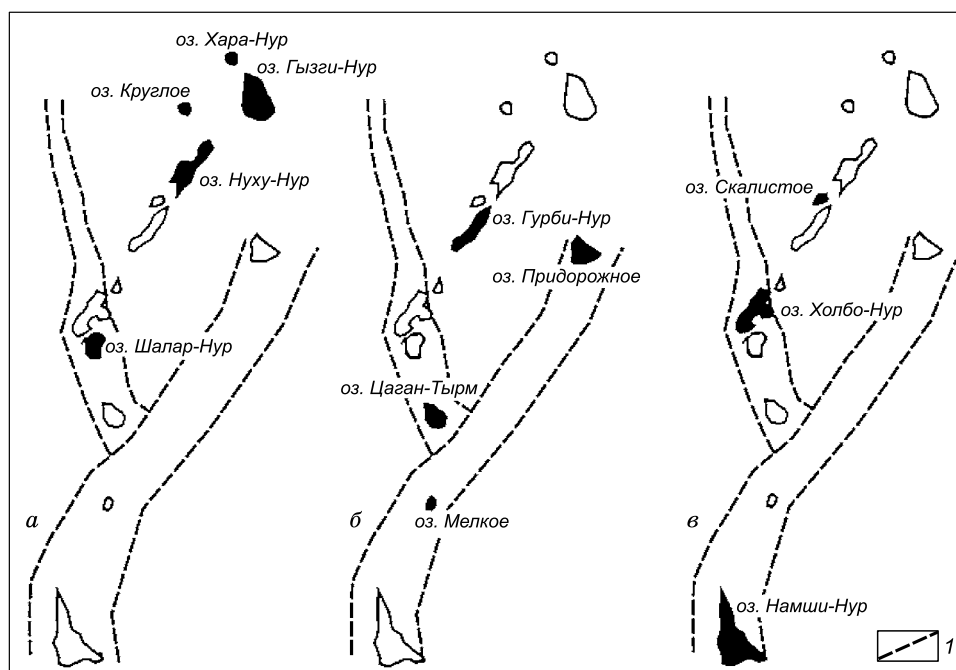 оз. Хара-Нур
оз. Гызги-Нур
оз. Круглое
оз. Нуху-Нур
оз. Шалар-Нур
а
оз. Гурби-Нур
оз. Придорожное
оз. Цаган-Тырм
оз. Мелкое
б
оз. Скалистое
оз. Холбо-Нур
оз. Намши-Нур
в
1